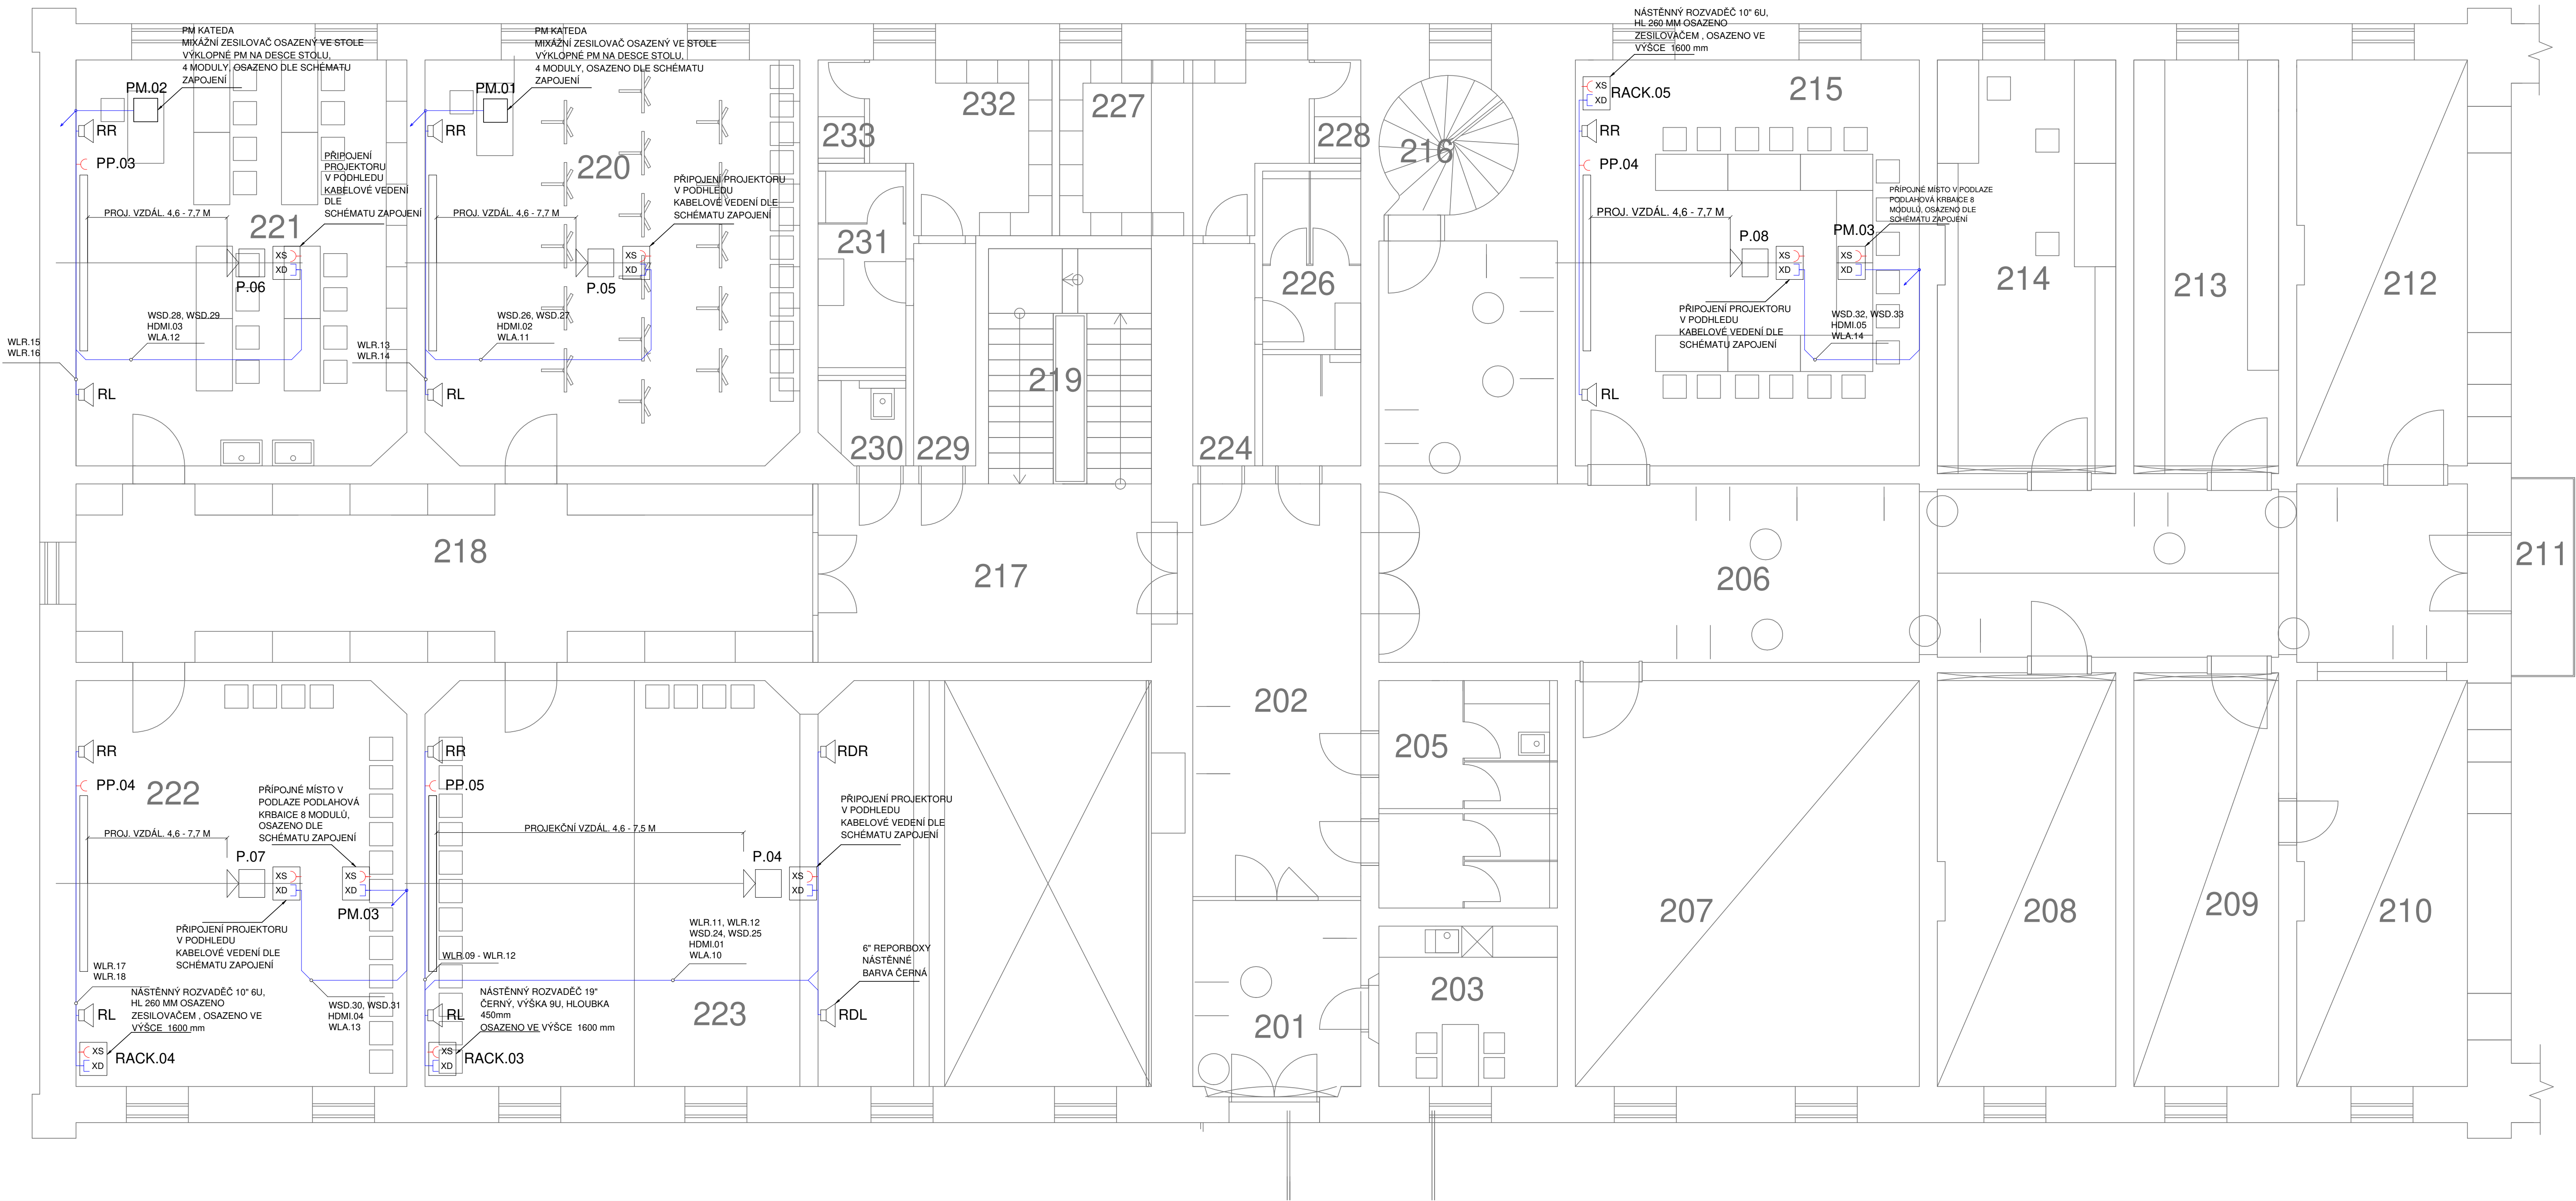 PM KATEDA
MIXÁŽNÍ ZESILOVAČ OSAZENÝ VE STOLE
VÝKLOPNÉ PM NA DESCE STOLU,
4 MODULY, OSAZENO DLE SCHÉMATU
ZAPOJENÍ
PM.02
RR
PP.03
PŘIPOJENÍ
PROJEKTORU
V PODHLEDU
KABELOVÉ VEDENÍ
DLE
SCHÉMATU ZAPOJENÍ
PROJ. VZDÁL. 4,6 - 7,7 M
221
XS
XD
P.06
WSD.28, WSD.29
HDMI.03
WLA.12
WLR.15
WLR.16
RL
PM KATEDA
MIXÁŽNÍ ZESILOVAČ OSAZENÝ VE STOLE
VÝKLOPNÉ PM NA DESCE STOLU,
4 MODULY, OSAZENO DLE SCHÉMATU
ZAPOJENÍ
PM.01
RR
220
PŘIPOJENÍ PROJEKTORU
V PODHLEDU
KABELOVÉ VEDENÍ DLE
SCHÉMATU ZAPOJENÍ
PROJ. VZDÁL. 4,6 - 7,7 M
XS
XD
P.05
WSD.26, WSD.27
HDMI.02
WLA.11
WLR.13
WLR.14
RL
232
227
233
228
216
231
226
219
230
229
224
NÁSTĚNNÝ ROZVADĚČ 10" 6U,
HL 260 MM OSAZENO
ZESILOVAČEM , OSAZENO VE
VÝŠCE 1600 mm
XS
XD
RACK.05
215
RR
PP.04
PROJ. VZDÁL. 4,6 - 7,7 M
PŘÍPOJNÉ MÍSTO V PODLAZE
PODLAHOVÁ KRBAICE 8
MODULŮ, OSAZENO DLE
SCHÉMATU ZAPOJENÍ
P.08
PM.03
XS
XD
XS
XD
PŘIPOJENÍ PROJEKTORU
V PODHLEDU
KABELOVÉ VEDENÍ DLE
SCHÉMATU ZAPOJENÍ
WSD.32, WSD.33
HDMI.05
WLA.14
RL
214
213
212
218
217
206
211
RR
PP.04
222
PŘÍPOJNÉ MÍSTO V
PODLAZE PODLAHOVÁ
KRBAICE 8 MODULŮ,
OSAZENO DLE
SCHÉMATU ZAPOJENÍ
PROJ. VZDÁL. 4,6 - 7,7 M
P.07
XS
XD
XS
XD
PM.03
PŘIPOJENÍ PROJEKTORU
V PODHLEDU
KABELOVÉ VEDENÍ DLE
SCHÉMATU ZAPOJENÍ
WLR.17
WLR.18
NÁSTĚNNÝ ROZVADĚČ 10" 6U,
HL 260 MM OSAZENO
ZESILOVAČEM , OSAZENO VE
VÝŠCE 1600 mm
WSD.30, WSD.31
HDMI.04
WLA.13
RL
XS
XD
RACK.04
RR
PP.05
RDR
PROJEKČNÍ VZDÁL. 4,6 - 7,5 M
PŘIPOJENÍ PROJEKTORU
V PODHLEDU
KABELOVÉ VEDENÍ DLE
SCHÉMATU ZAPOJENÍ
P.04
XS
XD
WLR.11, WLR.12
WSD.24, WSD.25
HDMI.01
WLA.10
WLR.09 - WLR.12
6" REPORBOXY
NÁSTĚNNÉ
BARVA ČERNÁ
NÁSTĚNNÝ ROZVADĚČ 19"
ČERNÝ, VÝŠKA 9U, HLOUBKA
450mm
OSAZENO VE VÝŠCE 1600 mm
RL
223
RDL
XS
XD
RACK.03
202
205
203
201
207
208
209
210